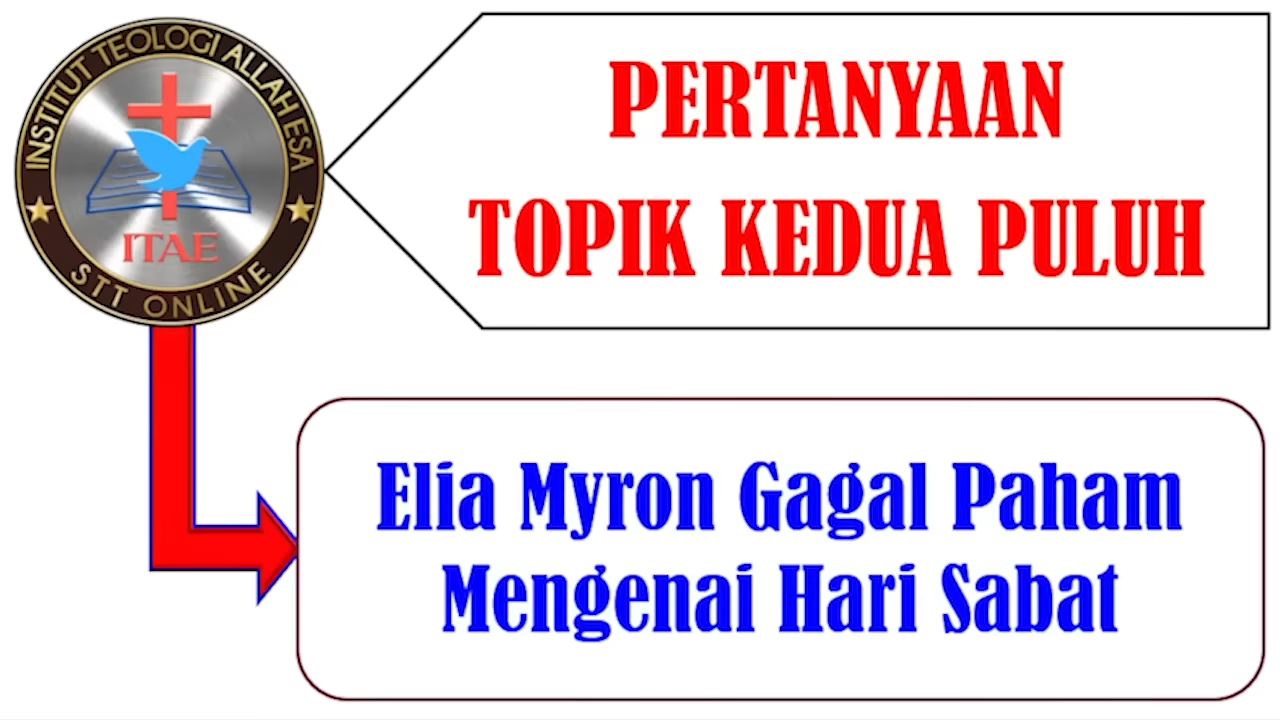 INSTITUT TEOLOGI ALLAH ESA
ITAE
STT ONLINE
PERTANYAAN
TOPIK KEDUA PULUH
Elia Myron Gagal Paham
Mengenai Hari Sabat